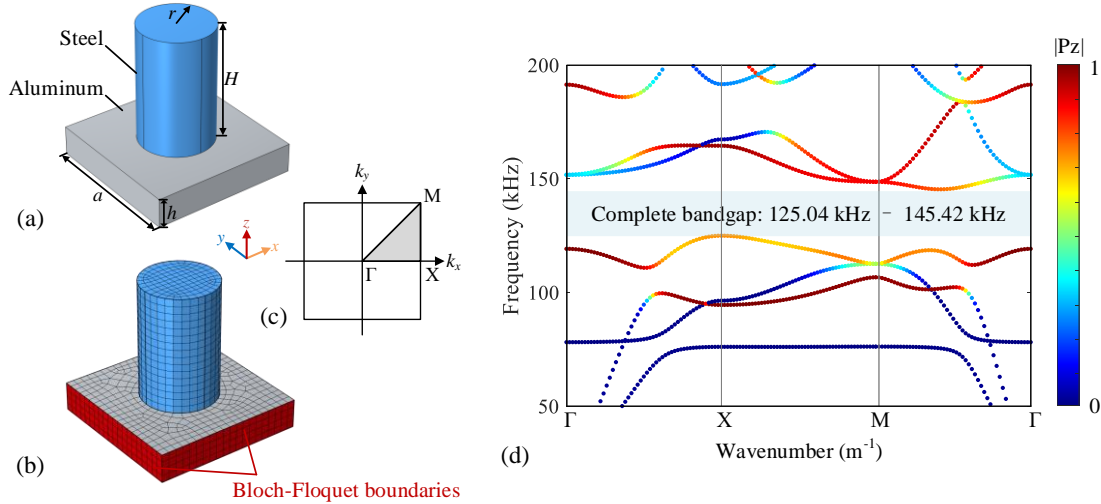 r
Steel
H
Aluminum
a
h
(a)
z
y
x
(b)
Bloch-Floquet boundaries
k_y
M
Γ
X
k_x
(c)
|Pz|
1
0
200
150
100
50
Frequency (kHz)
Complete bandgap: 125.04 kHz − 145.42 kHz
Γ
X
M
Γ
Wavenumber (m⁻¹)
(d)